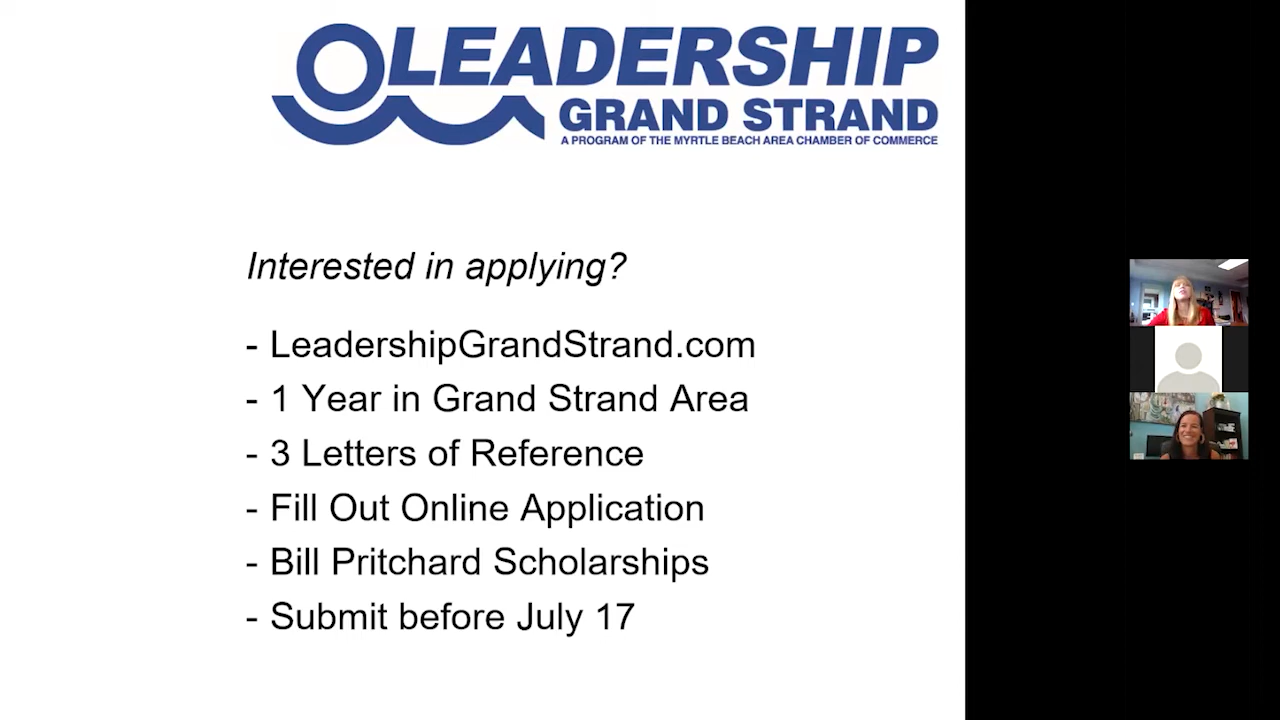 LEADERSHIP
GRAND STRAND
A PROGRAM OF THE MYRTLE BEACH AREA CHAMBER OF COMMERCE
Interested in applying?
- LeadershipGrandStrand.com
- 1 Year in Grand Strand Area
- 3 Letters of Reference
- Fill Out Online Application
- Bill Pritchard Scholarships
- Submit before July 17